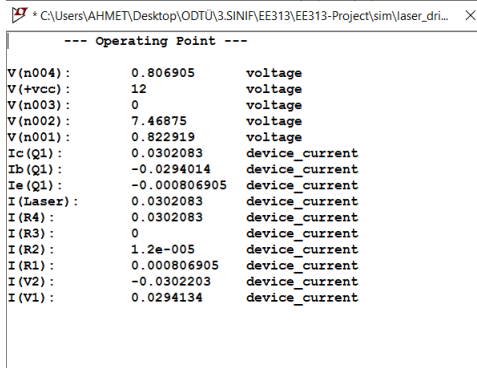 * C:\Users\AHMET\Desktop\ODTÜ\3.SINIF\EE313\EE313-Project\sim\laser_dri...
--- Operating Point ---
V(n004): 0.806905 voltage
V(+vcc): 12 voltage
V(n003): 0 voltage
V(n002): 7.46875 voltage
V(n001): 0.822919 voltage
Ic(Q1): 0.0302083 device_current
Ib(Q1): -0.0294014 device_current
Ie(Q1): -0.000806905 device_current
I(Laser): 0.0302083 device_current
I(R4): 0.0302083 device_current
I(R3): 0 device_current
I(R2): 1.2e-005 device_current
I(R1): 0.000806905 device_current
I(V2): -0.0302203 device_current
I(V1): 0.0294134 device_current